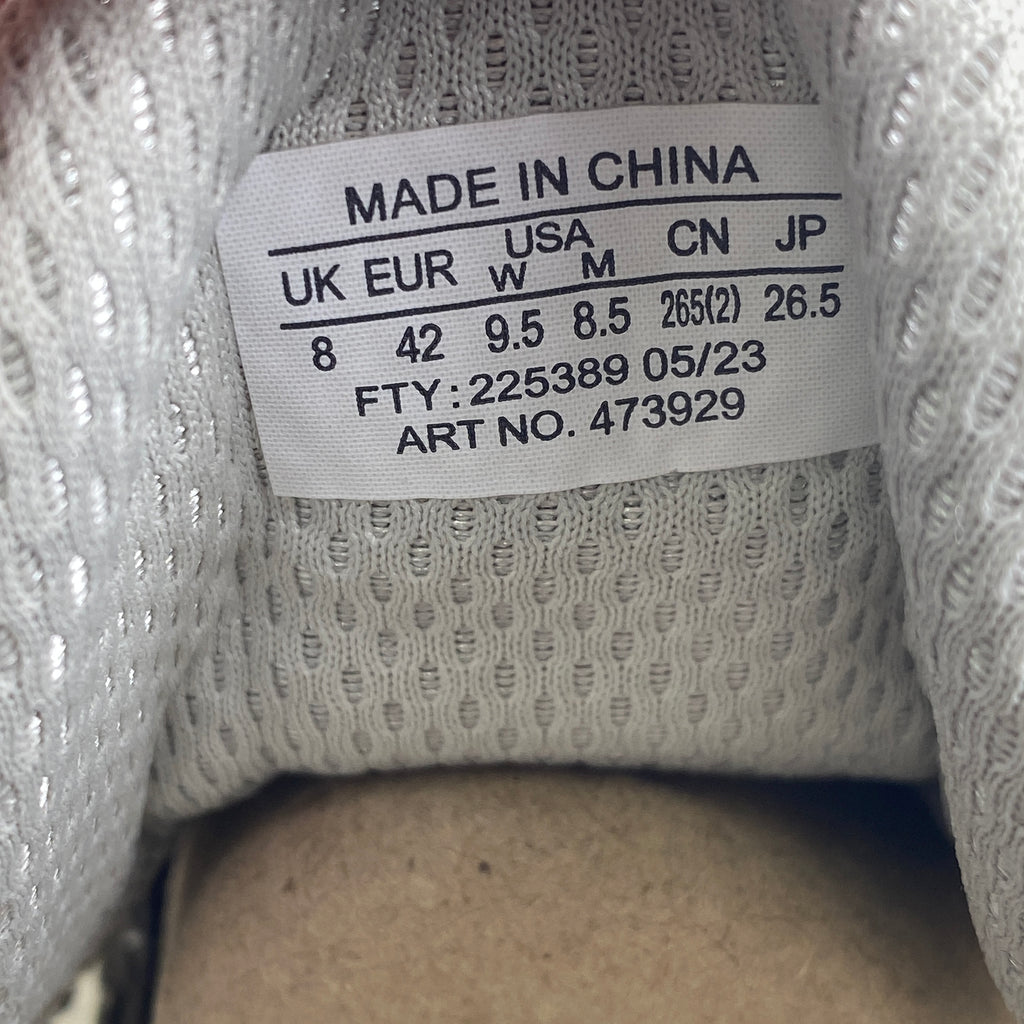 MADE IN CHINA
UK EUR USA W M CN JP
8 42 9.5 8.5 265(2) 26.5
FTY: 225389 05/23
ART NO. 473929